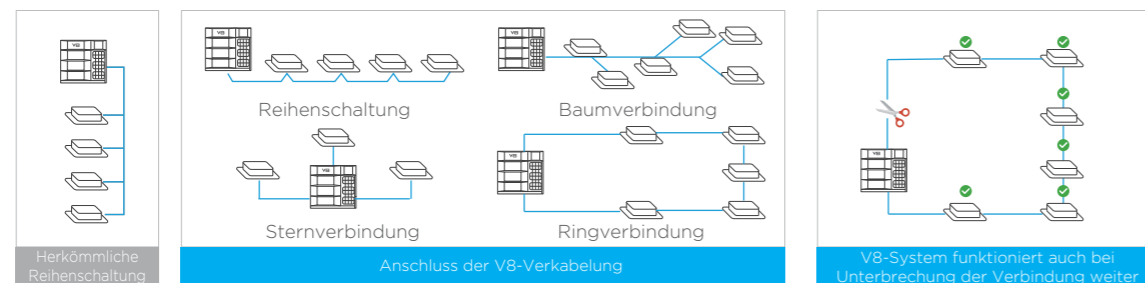 V8
Herkömmliche
Reihenschaltung
V8
Reihenschaltung
V8
Baumverbindung
V8
Sternverbindung
V8
Ringverbindung
Anschluss der V8-Verkabelung
V8
V8-System funktioniert auch bei
Unterbrechung der Verbindung weiter